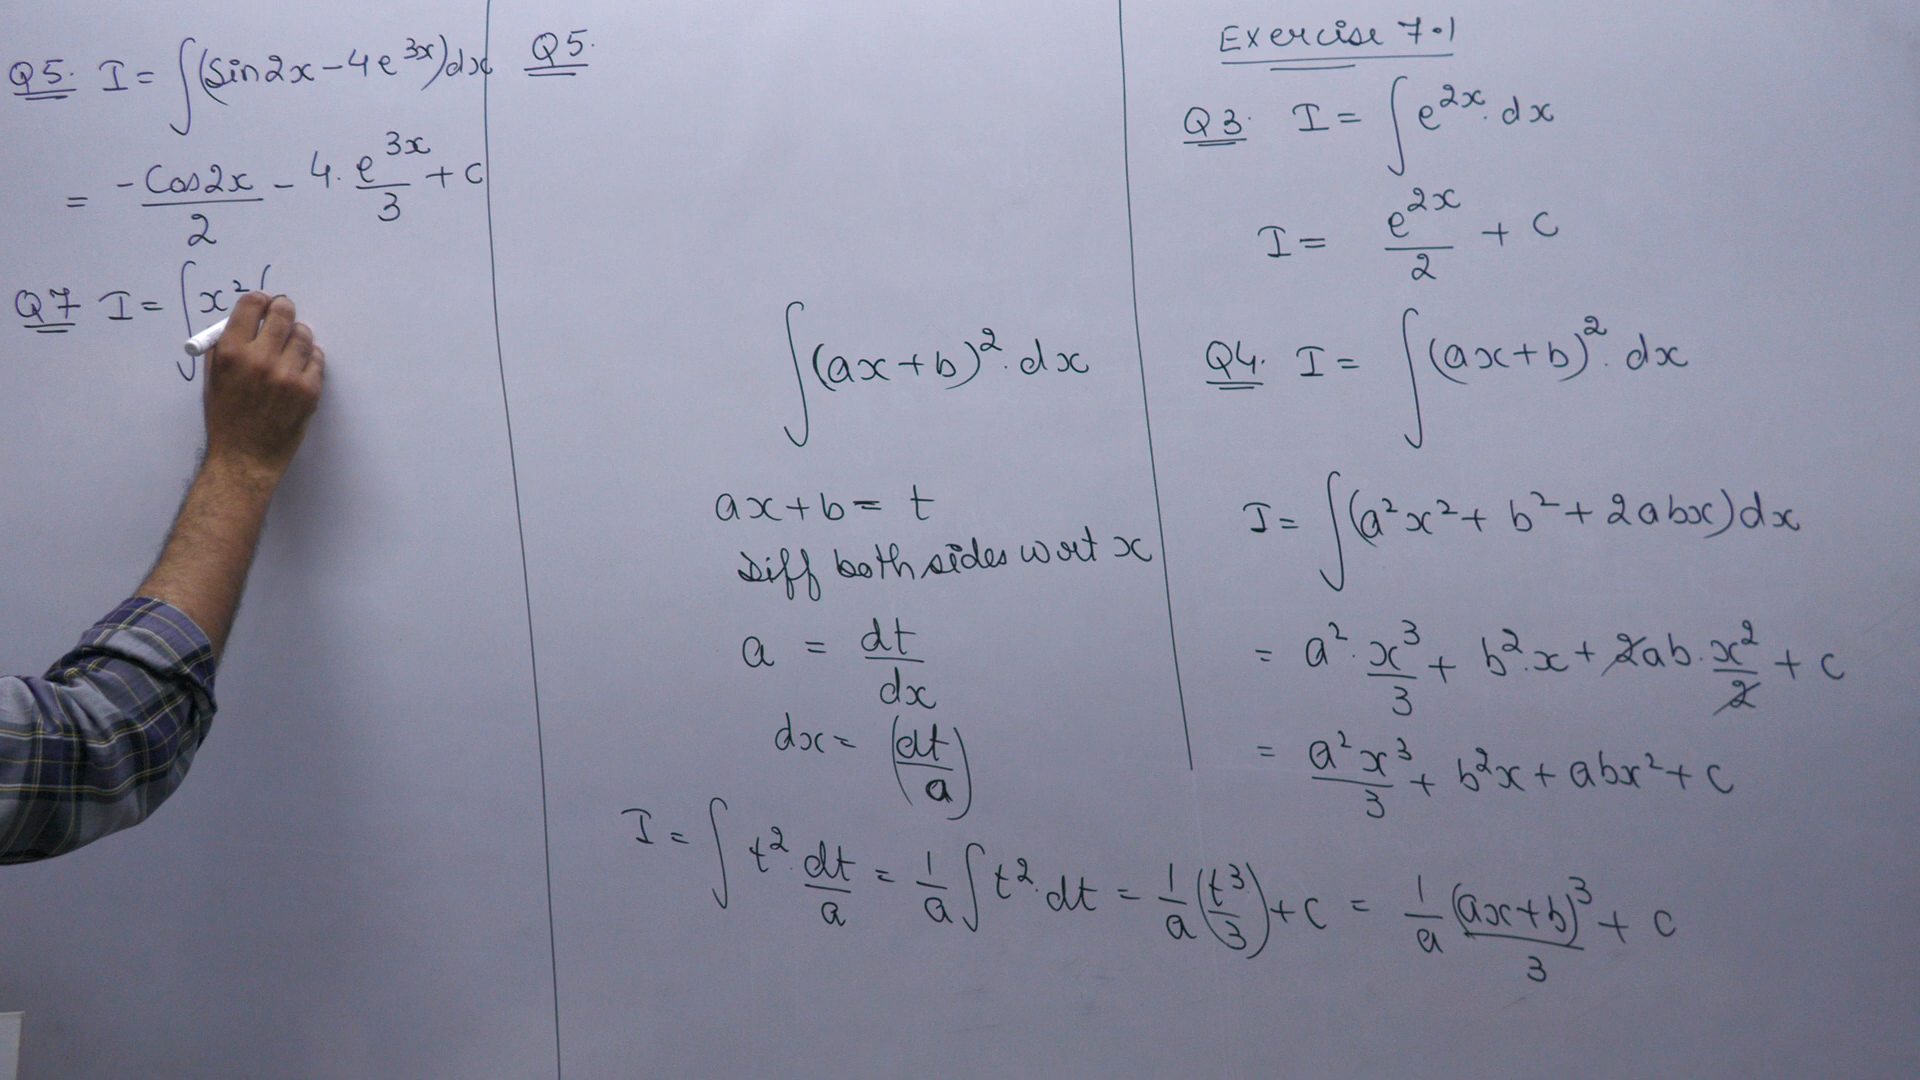 Q5. I = ∫(sin2x - 4e^3x)dx
= -Cos2x/2 - 4. e^3x/3 + c
Q7 I = ∫x²(
Q5.
∫(ax+b)².dx
ax+b = t
Diff both sides wrt x
a = dt/dx
dx = (dt/a)
I = ∫t². dt/a = 1/a ∫t².dt = 1/a (t³/3) + c = 1/a (ax+b)³/3 + c
Exercise 7.1
Q3. I = ∫e^2x. dx
I = e^2x/2 + c
Q4. I = ∫(ax+b)². dx
I = ∫(a²x² + b² + 2abx)dx
= a². x³/3 + b².x + 2ab. x²/2 + c
= a²x³/3 + b²x + abx² + c